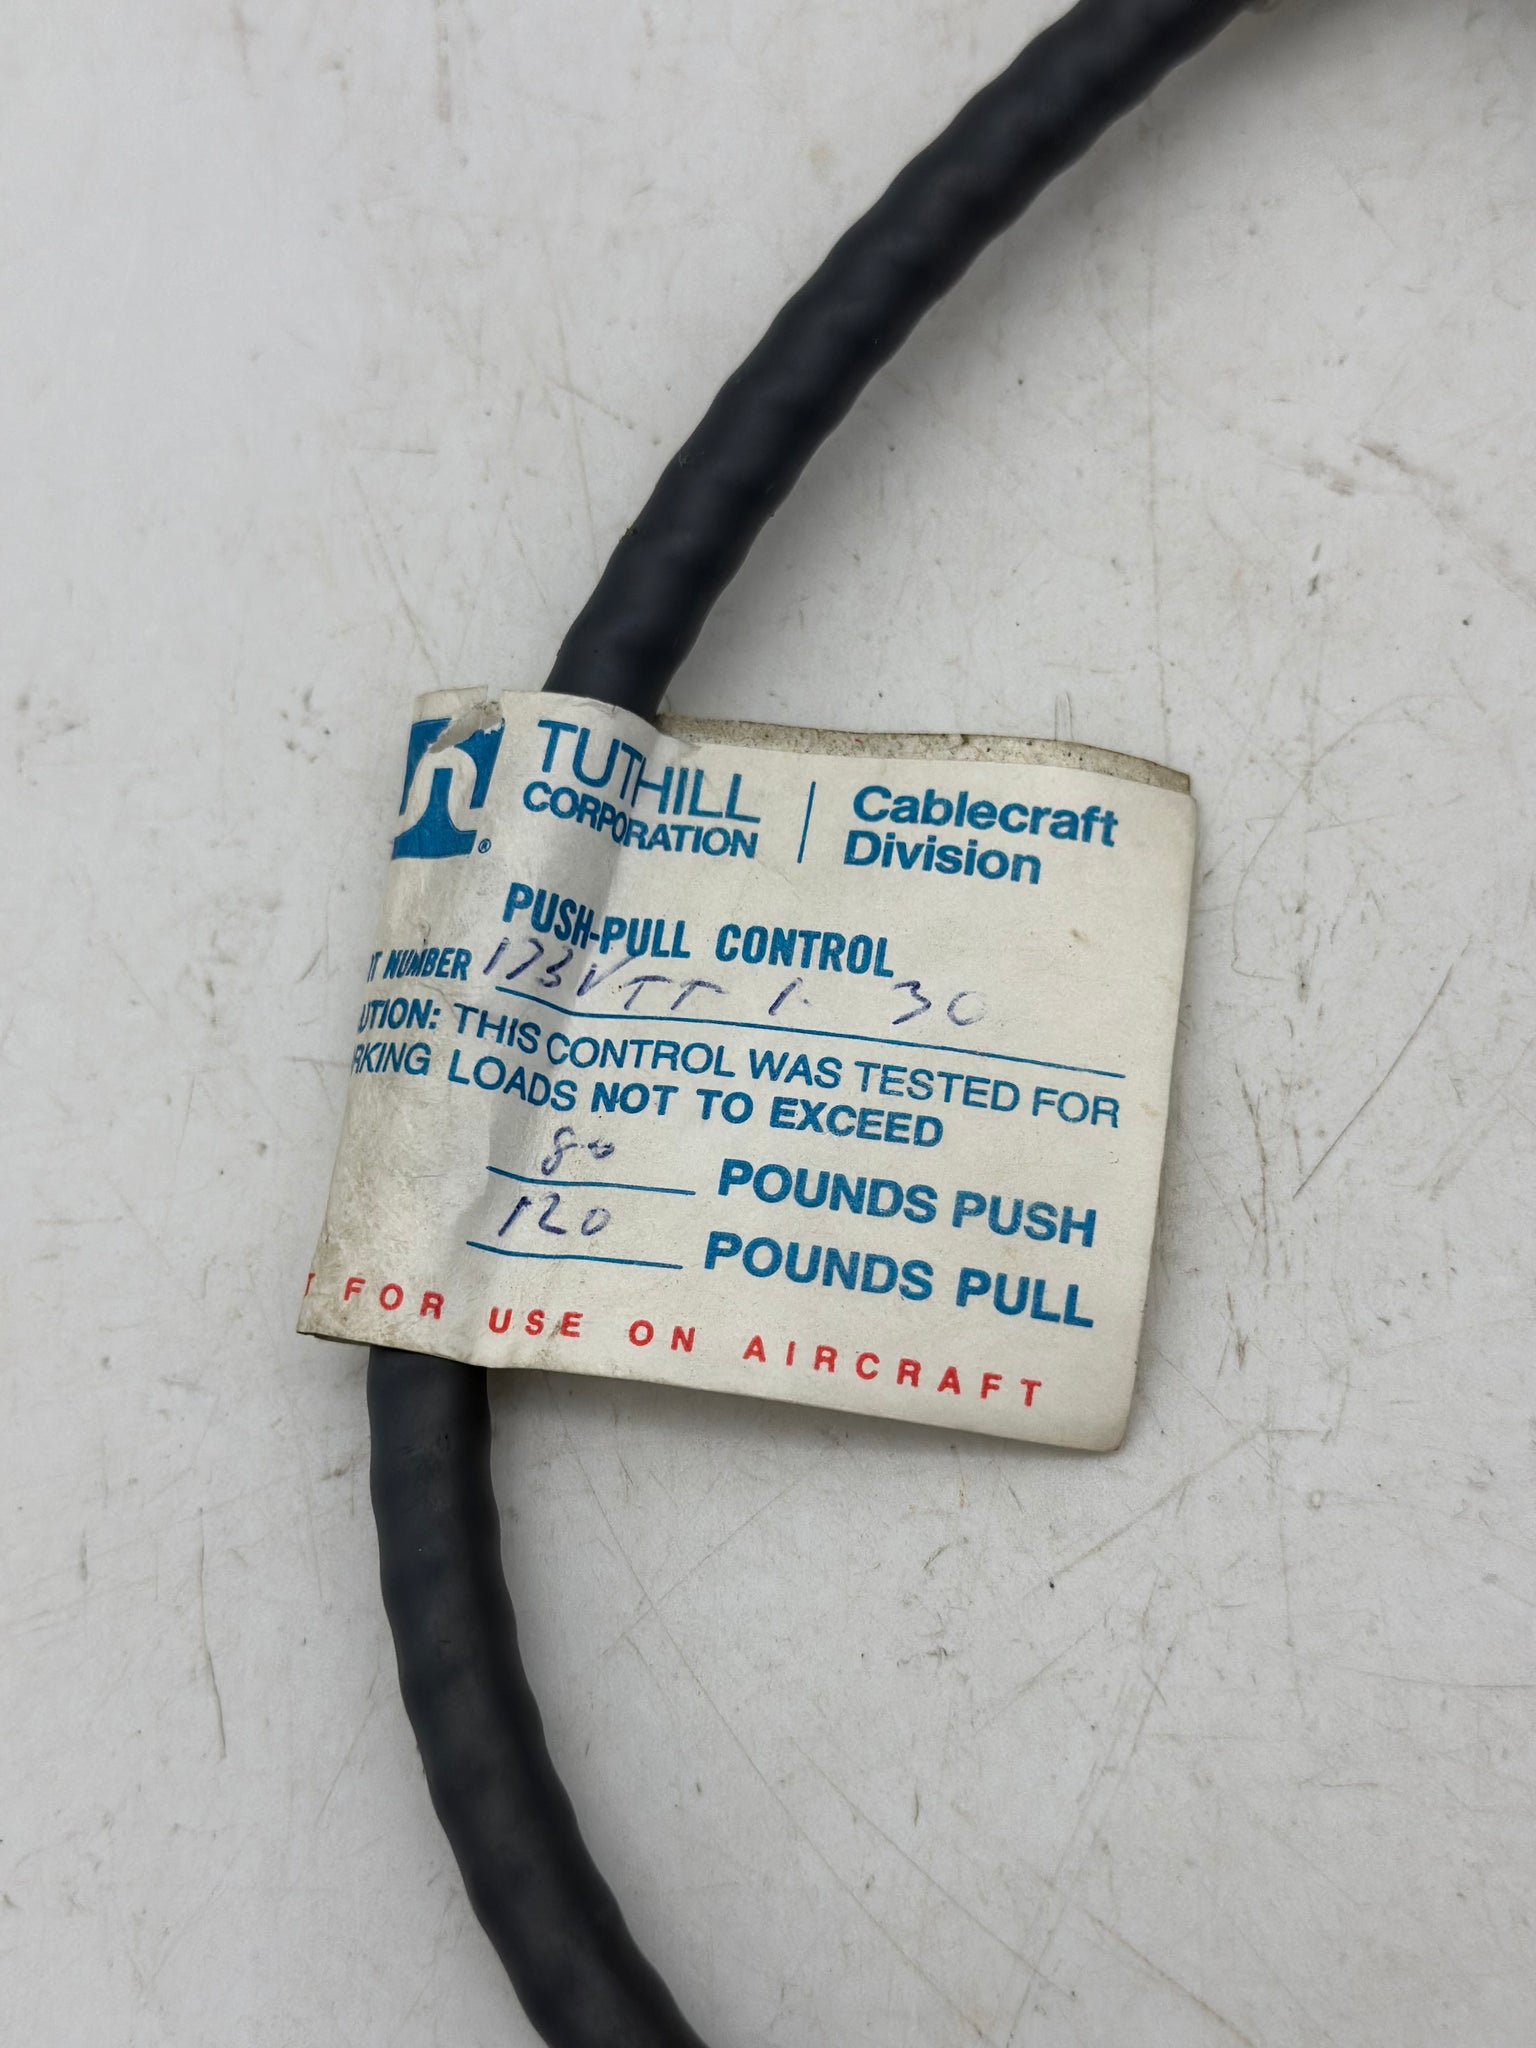 TUTHILL
CORPORATION
Cablecraft
Division
®
PUSH-PULL CONTROL
T NUMBER 173VTT 1. 30
UTION: THIS CONTROL WAS TESTED FOR
RKING LOADS NOT TO EXCEED
80 POUNDS PUSH
120 POUNDS PULL
T FOR USE ON AIRCRAFT